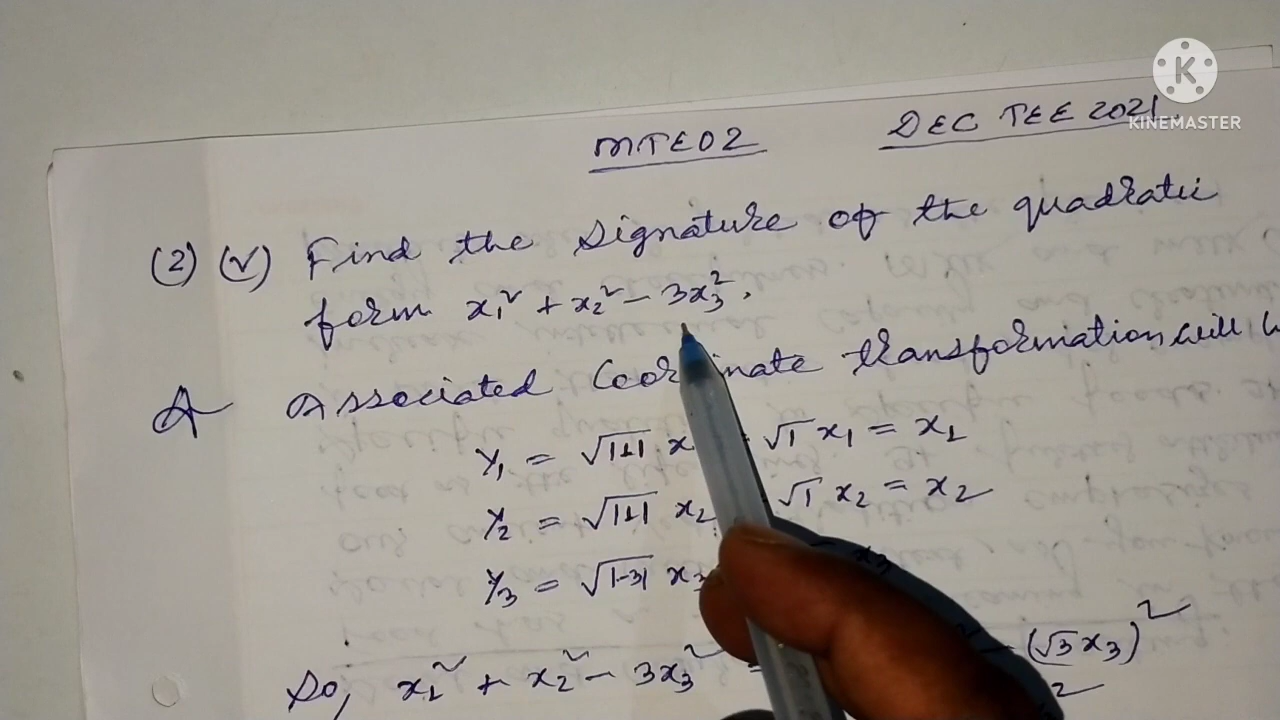 KINEMASTER
MTE02 DEC TEE 2021
(2) (V) Find the signature of the quadratic
form x₁² + x₂² - 3x₃².
A Associated Coordinate transformation will
y₁ = √|1| x √1 x₁ = x₁
y₂ = √|1| x₂ √1 x₂ = x₂
y₃ = √|-3| x₃ x₃
So, x₁² + x₂² - 3x₃² = - (√3 x₃)²